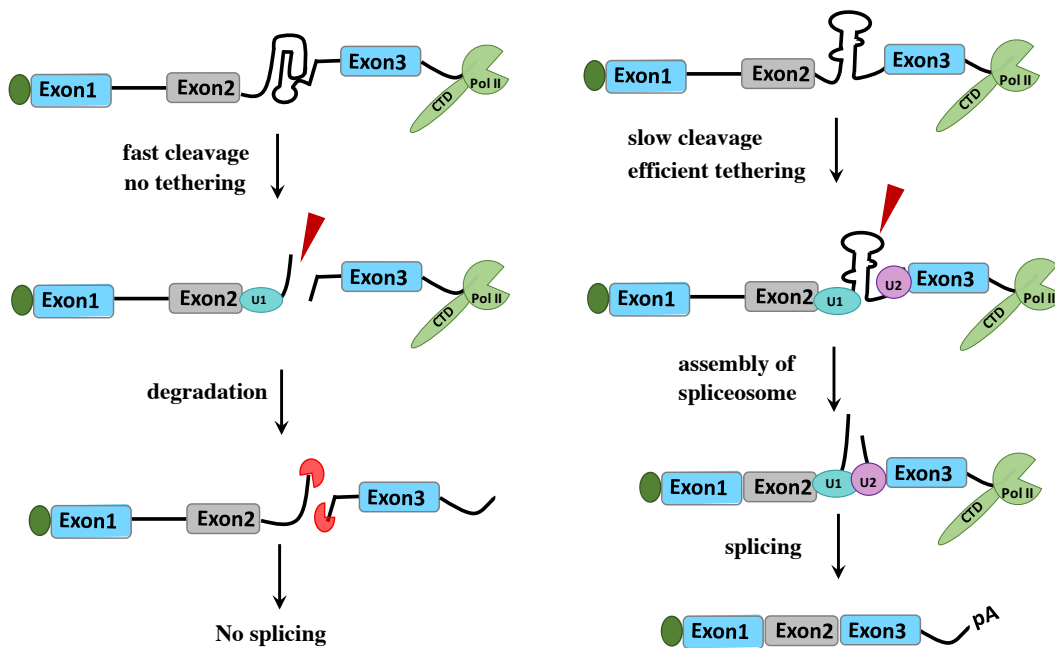 Exon1 Exon2 Exon3 CTD Pol II
fast cleavage
no tethering
Exon1 Exon2 U1 Exon3 CTD Pol II
degradation
Exon1 Exon2 Exon3
No splicing
Exon1 Exon2 Exon3 CTD Pol II
slow cleavage
efficient tethering
Exon1 Exon2 U1 U2 Exon3 CTD Pol II
assembly of
spliceosome
Exon1 Exon2 U1 U2 Exon3 CTD Pol II
splicing
Exon1 Exon2 Exon3 pA